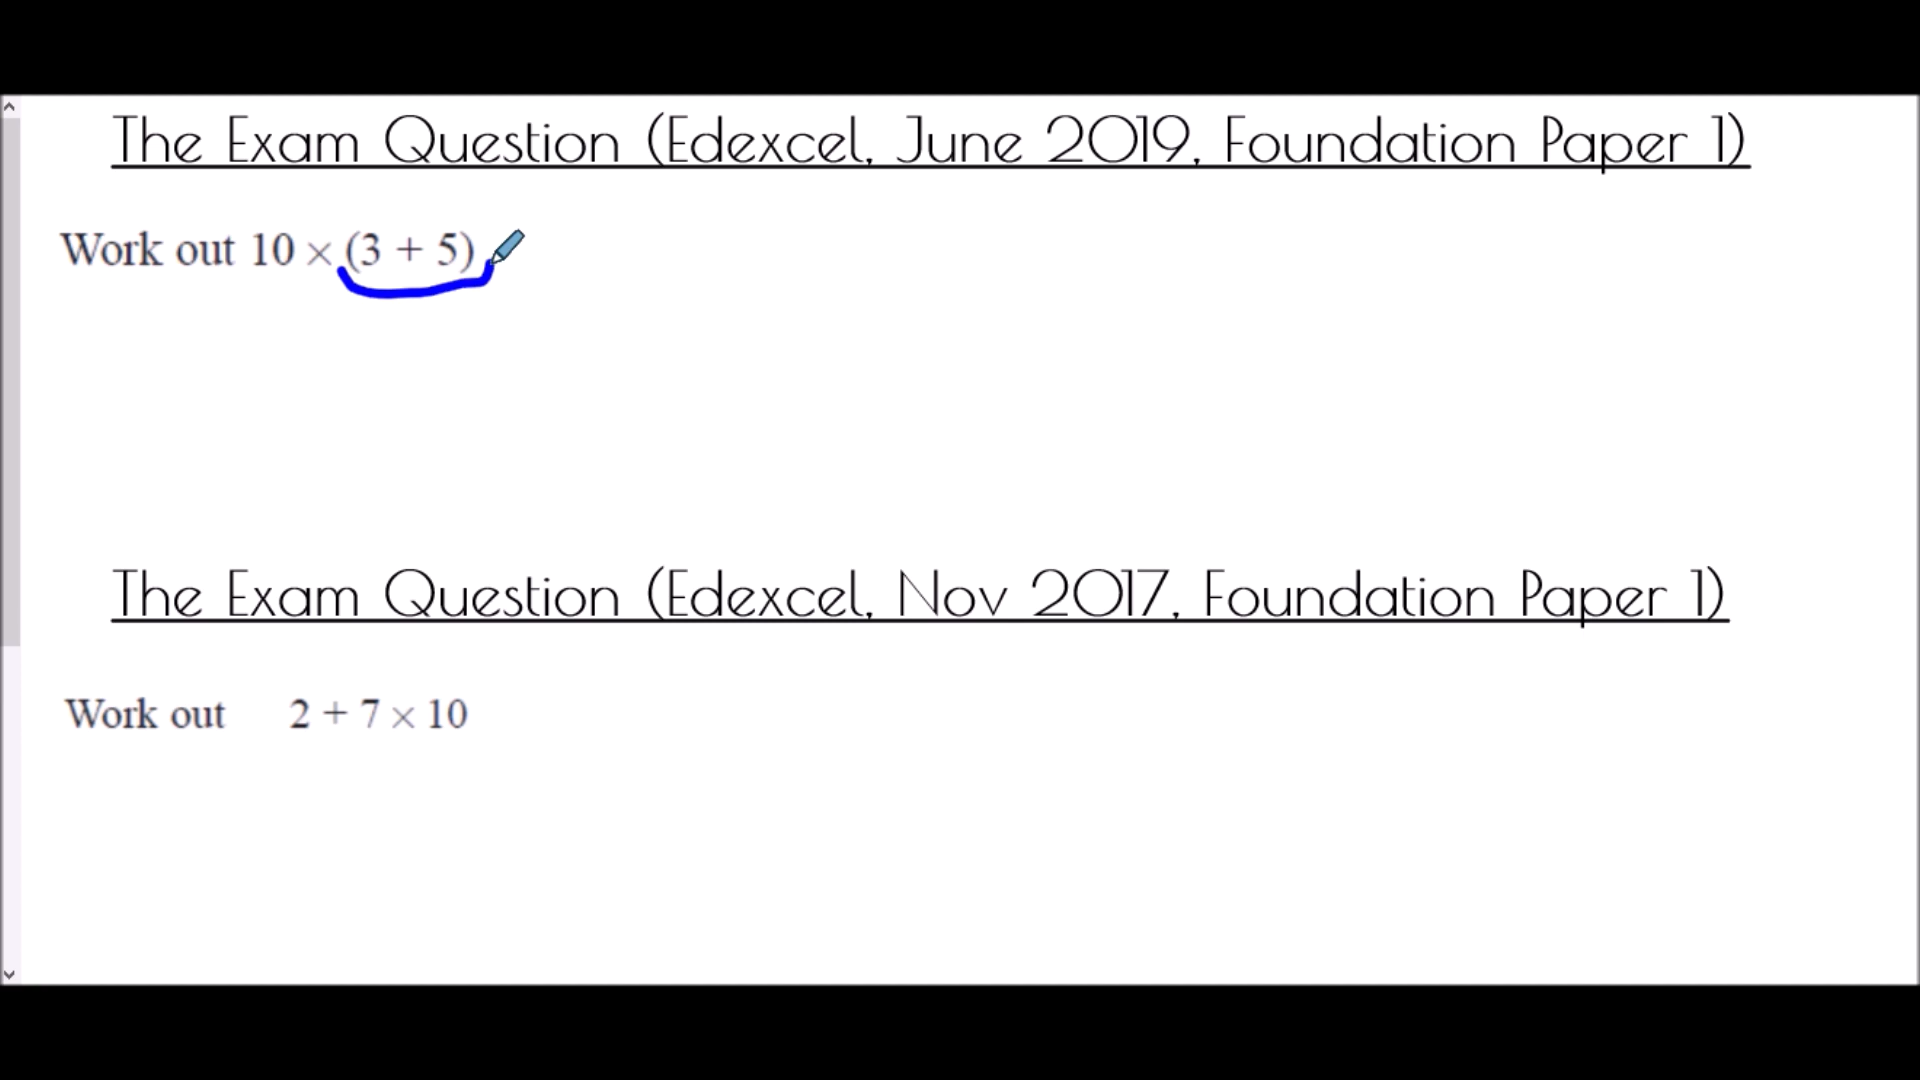 The Exam Question (Edexcel, June 2019, Foundation Paper 1)
Work out 10 × (3 + 5)
The Exam Question (Edexcel, Nov 2017, Foundation Paper 1)
Work out 2 + 7 × 10